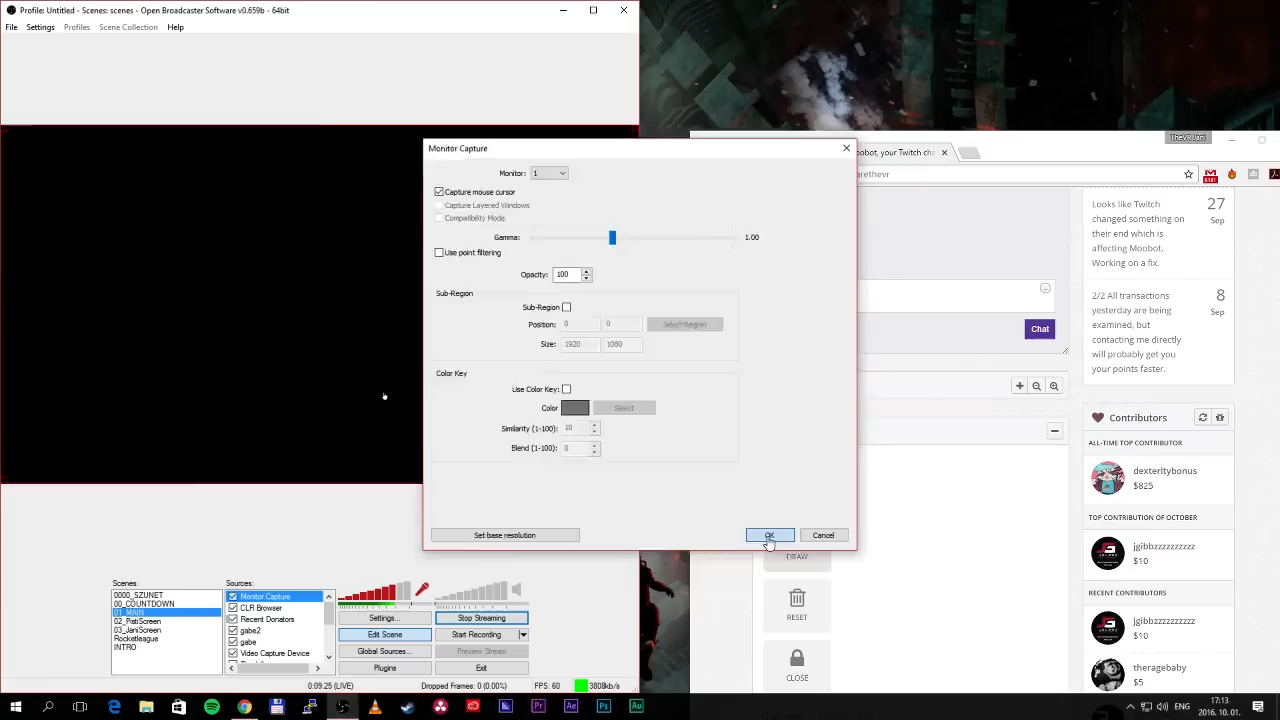 Profile: Untitled - Scenes: scenes - Open Broadcaster Software v0.659b - 64bit
File Settings Profiles Scene Collection Help
TheVR Jani
Monitor Capture
oobot, your Twitch cha
arethevr
Monitor: 1
Capture mouse cursor
Capture Layered Windows
Compatibility Mode
Gamma: 1.00
Use point filtering
Opacity: 100
Sub-Region
Sub-Region
Position: 0 0 Select Region
Size: 1920 1080
Color Key
Use Color Key:
Color Select
Similarity (1-100): 10
Blend (1-100): 0
Set base resolution OK Cancel
Looks like Twitch
changed something on
their end which is
affecting Moobot.
Working on a fix.
27
Sep
2/2 All transactions
yesterday are being
examined, but
contacting me directly
will probably get you
your points faster.
8
Sep
Chat
Contributors
ALL-TIME TOP CONTRIBUTOR
dexteritybonus
$825
TOP CONTRIBUTOR OF OCTOBER
jgibbzzzzzzzzz
$10
RECENT CONTRIBUTORS
jgibbzzzzzzzzz
$10
theragebaby
$5
DRAW
RESET
CLOSE
Scenes:
0000_SZUNET
00_COUNTDOWN
01_MAIN
02_PistiScreen
03_JaniScreen
Rocketleague
INTRO
Sources:
Monitor Capture
CLR Browser
Recent Donators
gabe2
gabe
Video Capture Device
Settings... Stop Streaming
Edit Scene Start Recording
Global Sources... Preview Stream
Plugins Exit
0:09:25 (LIVE) Dropped Frames: 0 (0.00%) FPS: 60 3808kb/s
17:13
2016. 10. 01.